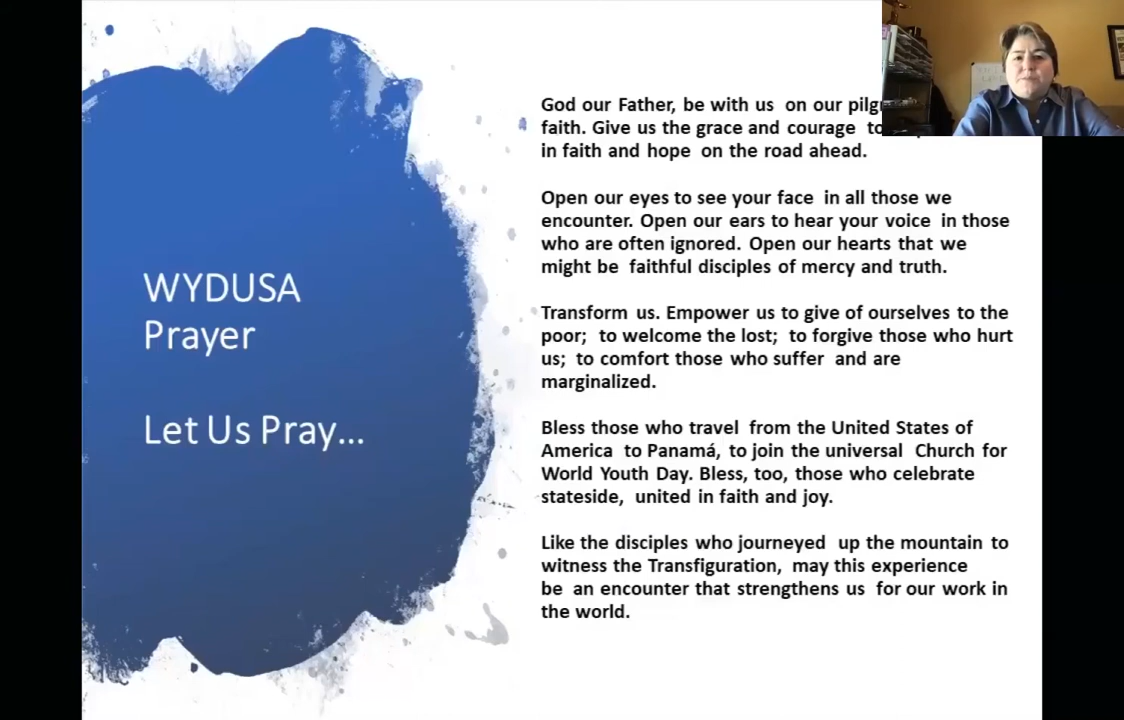 WYDUSA
Prayer
Let Us Pray...
God our Father, be with us on our
faith. Give us the grace and courage
in faith and hope on the road ahead.
Open our eyes to see your face in all those we
encounter. Open our ears to hear your voice in those
who are often ignored. Open our hearts that we
might be faithful disciples of mercy and truth.
Transform us. Empower us to give of ourselves to the
poor; to welcome the lost; to forgive those who hurt
us; to comfort those who suffer and are
marginalized.
Bless those who travel from the United States of
America to Panamá, to join the universal Church for
World Youth Day. Bless, too, those who celebrate
stateside, united in faith and joy.
Like the disciples who journeyed up the mountain to
witness the Transfiguration, may this experience
be an encounter that strengthens us for our work in
the world.